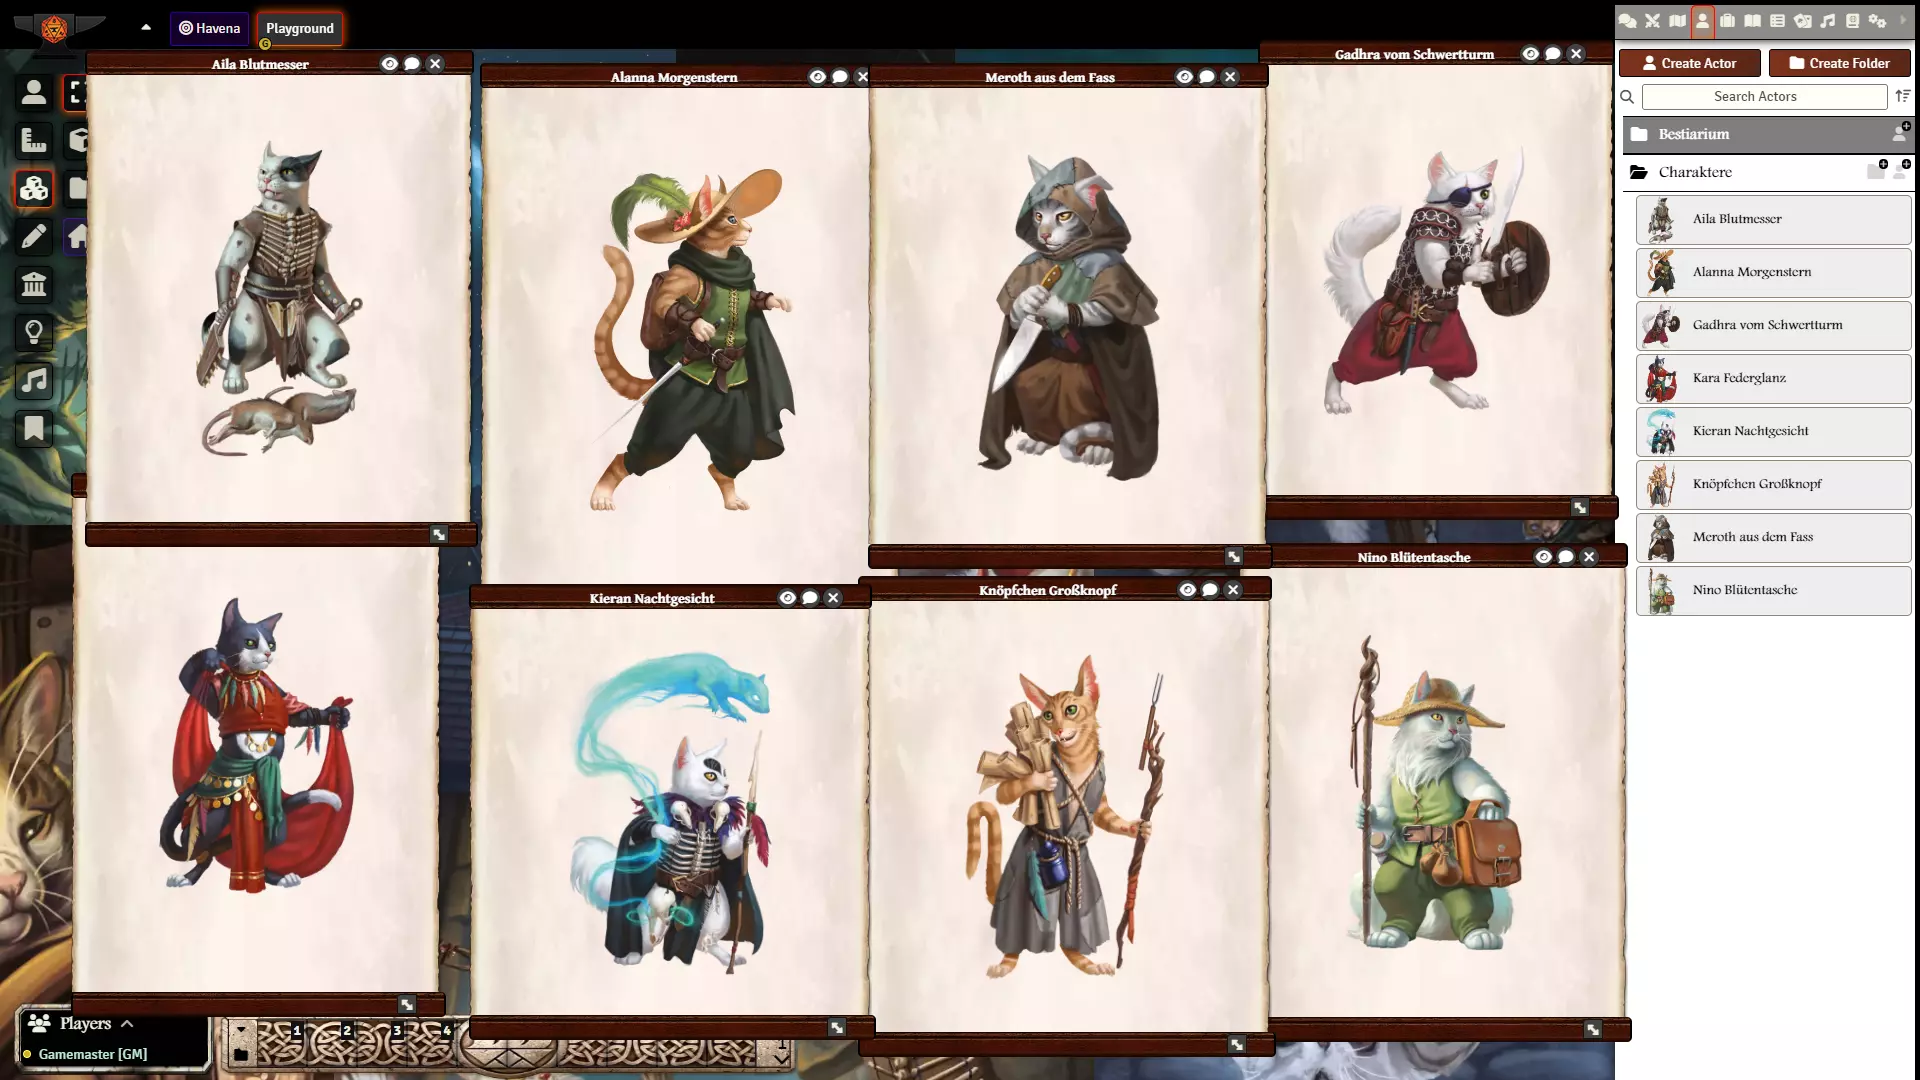 Havena
Playground
G
Aila Blutmesser
Alanna Morgenstern
Meroth aus dem Fass
Gadhra vom Schwertturm
Kieran Nachtgesicht
Knöpfchen Großknopf
Nino Blütentasche
Players
Gamemaster [GM]
1
2
3
4
1
Create Actor
Create Folder
Search Actors
Bestiarium
Charaktere
Aila Blutmesser
Alanna Morgenstern
Gadhra vom Schwertturm
Kara Federglanz
Kieran Nachtgesicht
Knöpfchen Großknopf
Meroth aus dem Fass
Nino Blütentasche